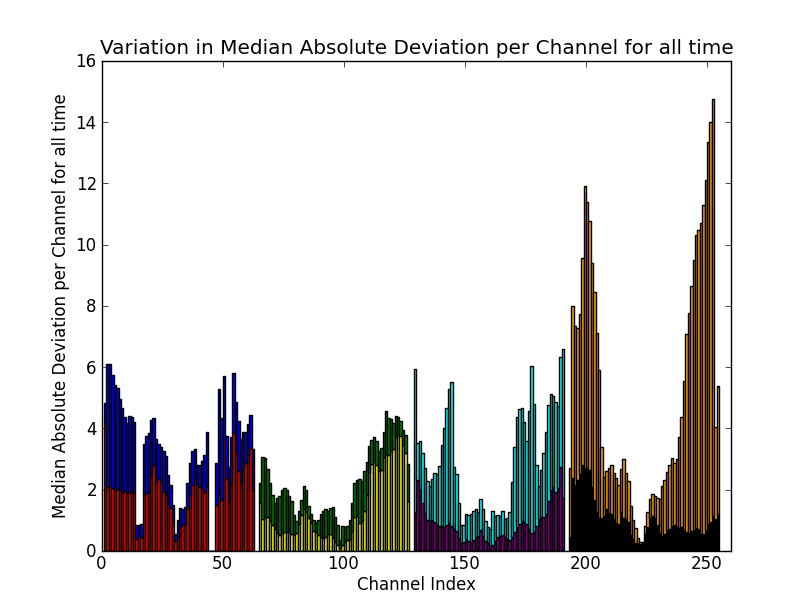 Variation in Median Absolute Deviation per Channel for all time
Median Absolute Deviation per Channel for all time
16
14
12
10
8
6
4
2
0
0 50 100 150 200 250
Channel Index